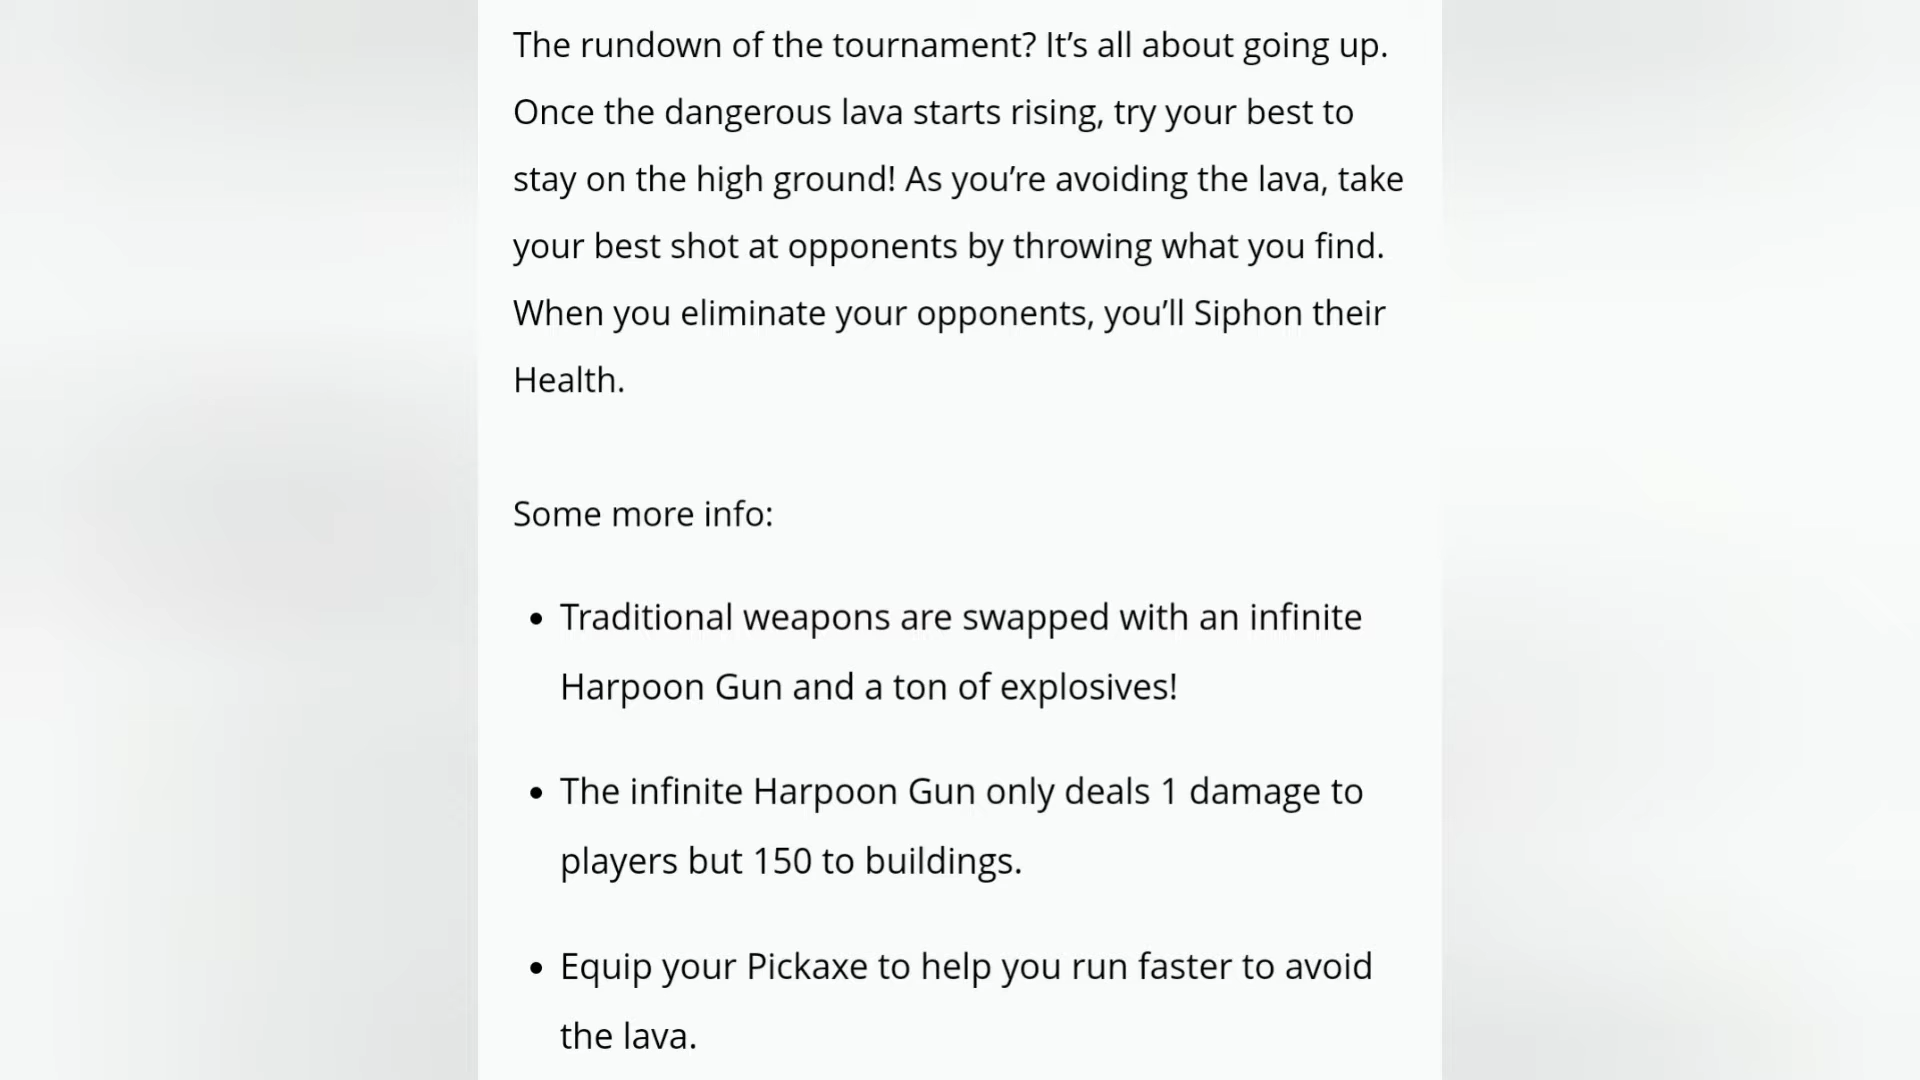 The rundown of the tournament? It’s all about going up.
Once the dangerous lava starts rising, try your best to
stay on the high ground! As you’re avoiding the lava, take
your best shot at opponents by throwing what you find.
When you eliminate your opponents, you’ll Siphon their
Health.
Some more info:
• Traditional weapons are swapped with an infinite
Harpoon Gun and a ton of explosives!
• The infinite Harpoon Gun only deals 1 damage to
players but 150 to buildings.
• Equip your Pickaxe to help you run faster to avoid
the lava.